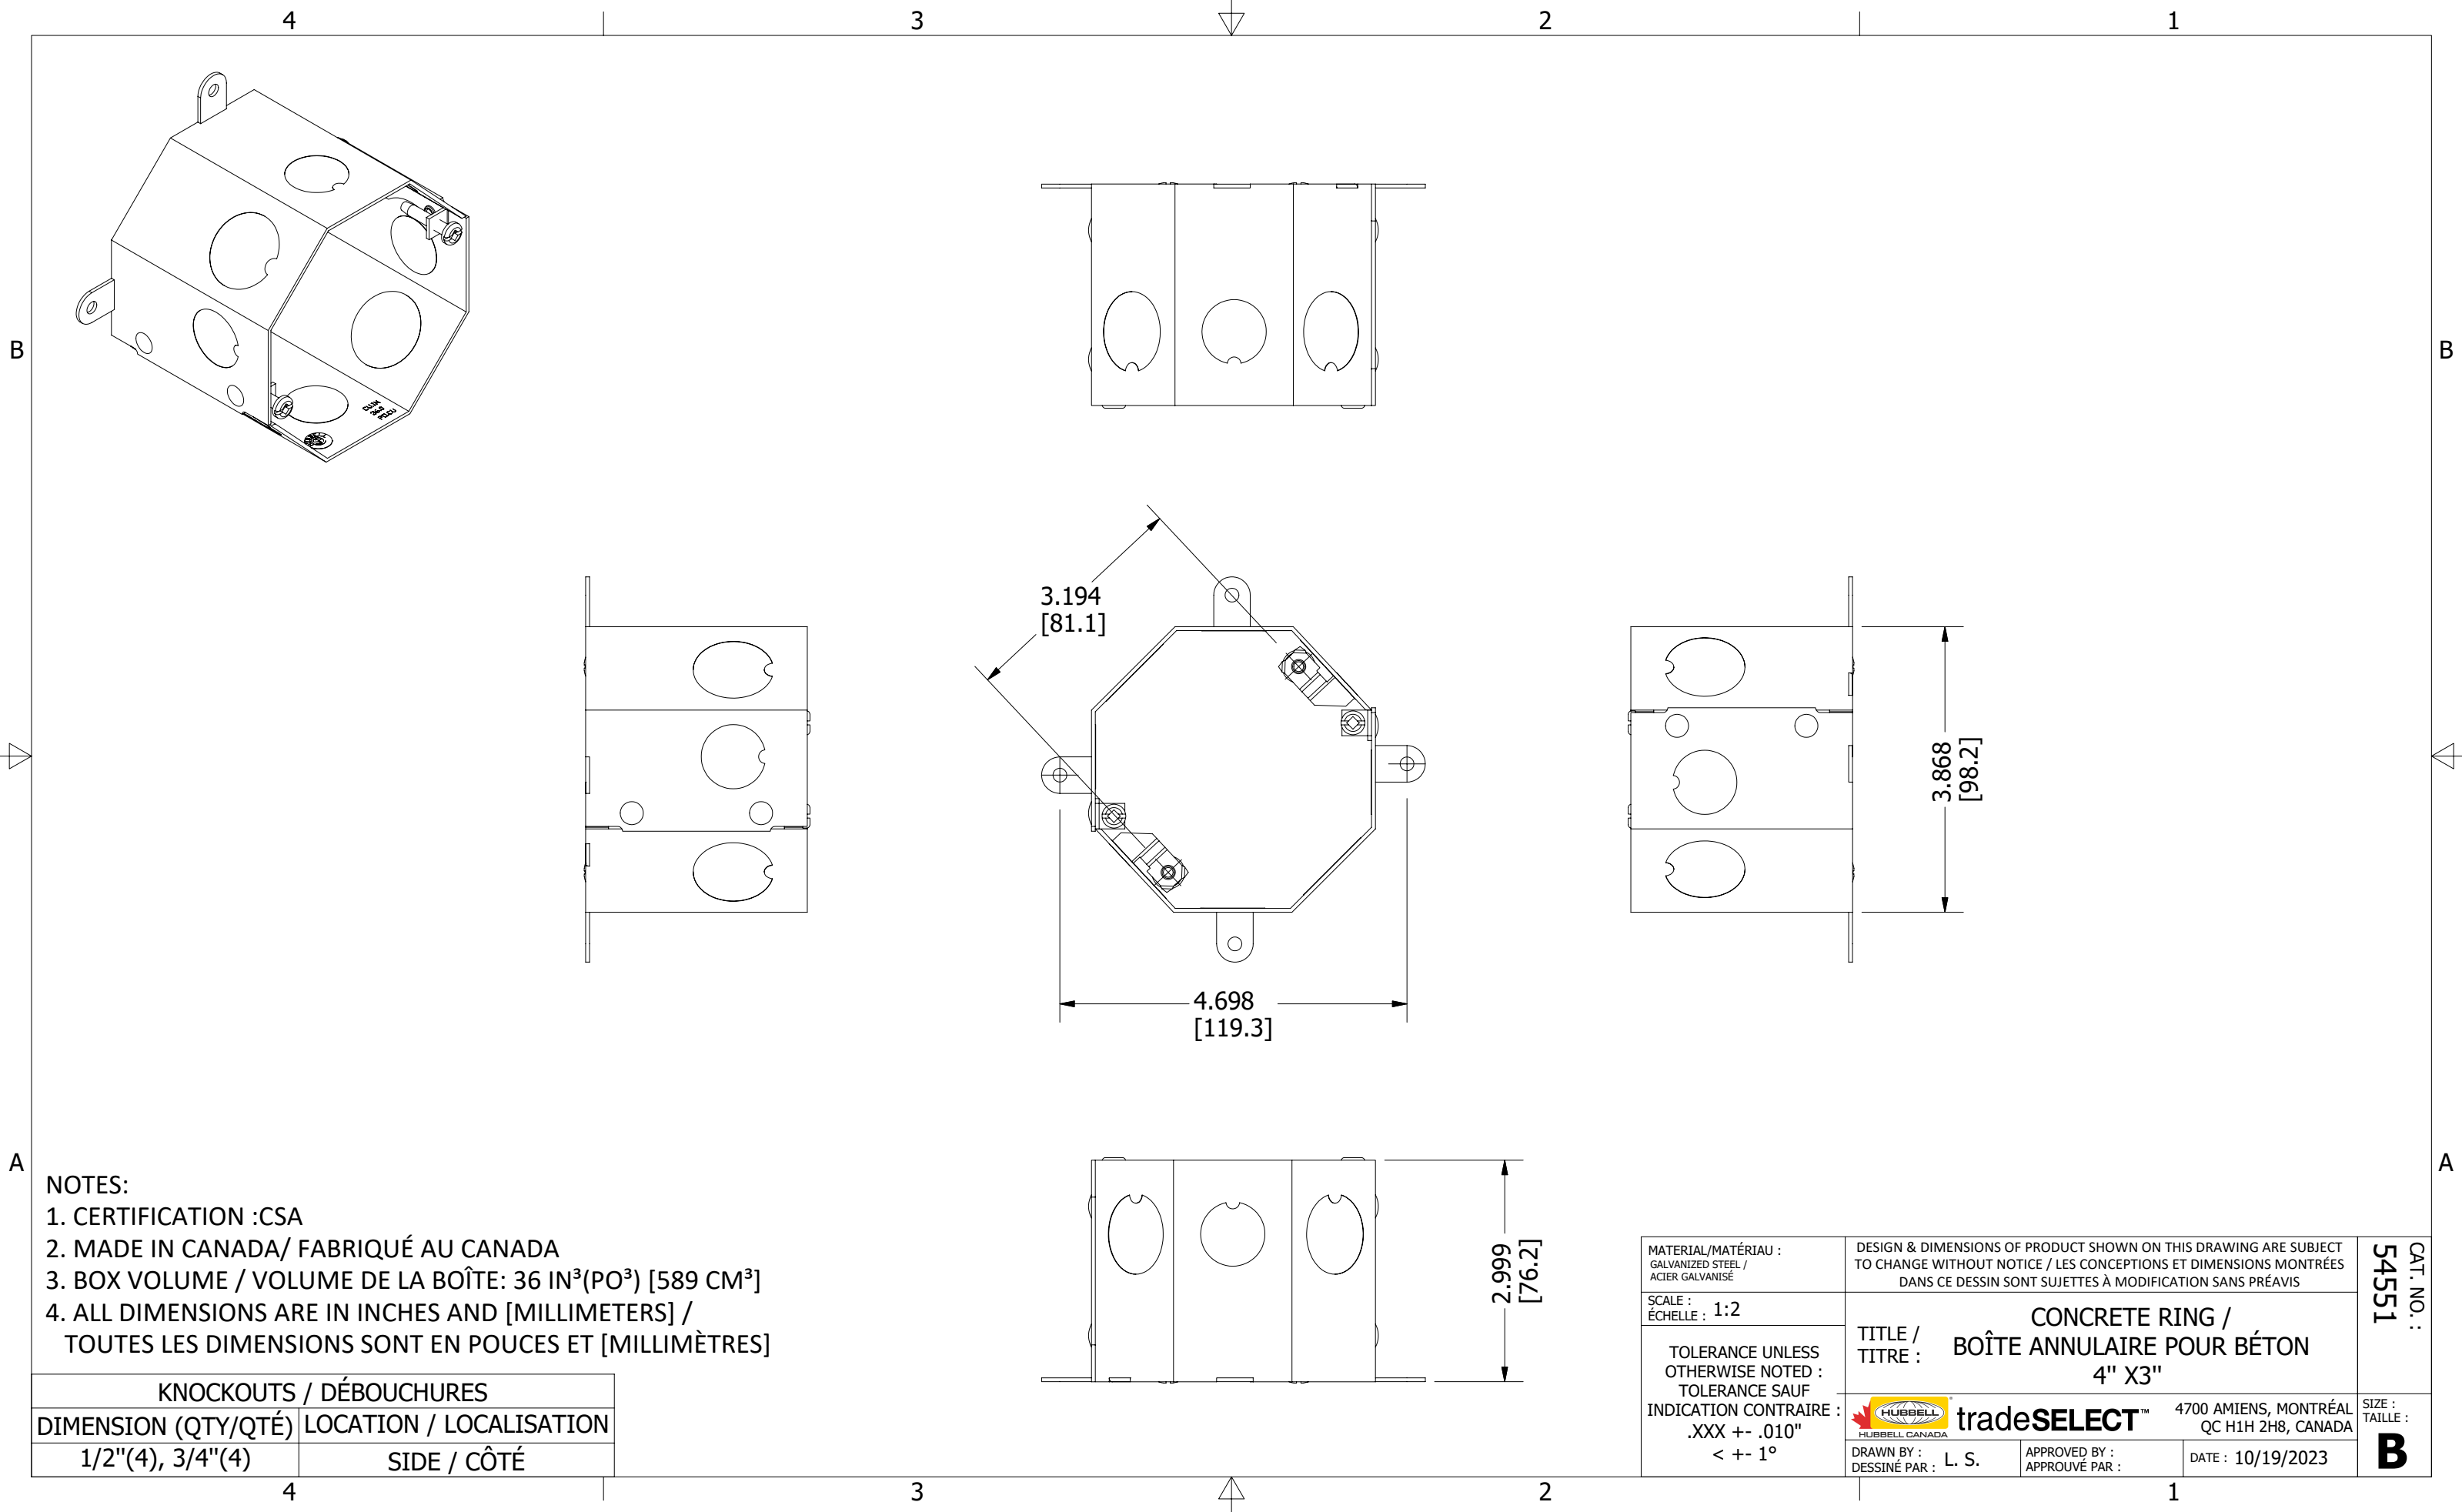 4 3 2 1
B B
3.194
[81.1]
3.868
[98.2]
4.698
[119.3]
2.999
[76.2]
A A
NOTES:
1. CERTIFICATION :CSA
2. MADE IN CANADA/ FABRIQUÉ AU CANADA
3. BOX VOLUME / VOLUME DE LA BOÎTE: 36 IN³(PO³) [589 CM³]
4. ALL DIMENSIONS ARE IN INCHES AND [MILLIMETERS] /
TOUTES LES DIMENSIONS SONT EN POUCES ET [MILLIMÈTRES]
KNOCKOUTS / DÉBOUCHURES
DIMENSION (QTY/QTÉ) LOCATION / LOCALISATION
1/2"(4), 3/4"(4) SIDE / CÔTÉ
MATERIAL/MATÉRIAU :
GALVANIZED STEEL /
ACIER GALVANISÉ
SCALE :
ÉCHELLE : 1:2
TOLERANCE UNLESS
OTHERWISE NOTED :
TOLERANCE SAUF
INDICATION CONTRAIRE :
.XXX +- .010"
< +- 1°
DESIGN & DIMENSIONS OF PRODUCT SHOWN ON THIS DRAWING ARE SUBJECT
TO CHANGE WITHOUT NOTICE / LES CONCEPTIONS ET DIMENSIONS MONTRÉES
DANS CE DESSIN SONT SUJETTES À MODIFICATION SANS PRÉAVIS
TITLE /
TITRE :
CONCRETE RING /
BOÎTE ANNULAIRE POUR BÉTON
4" X3"
HUBBELL
HUBBELL CANADA
tradeSELECT™
4700 AMIENS, MONTRÉAL
QC H1H 2H8, CANADA
DRAWN BY :
DESSINÉ PAR : L. S.
APPROVED BY :
APPROUVÉ PAR :
DATE : 10/19/2023
CAT. NO. :
54551
SIZE :
TAILLE :
B
4 3 2 1